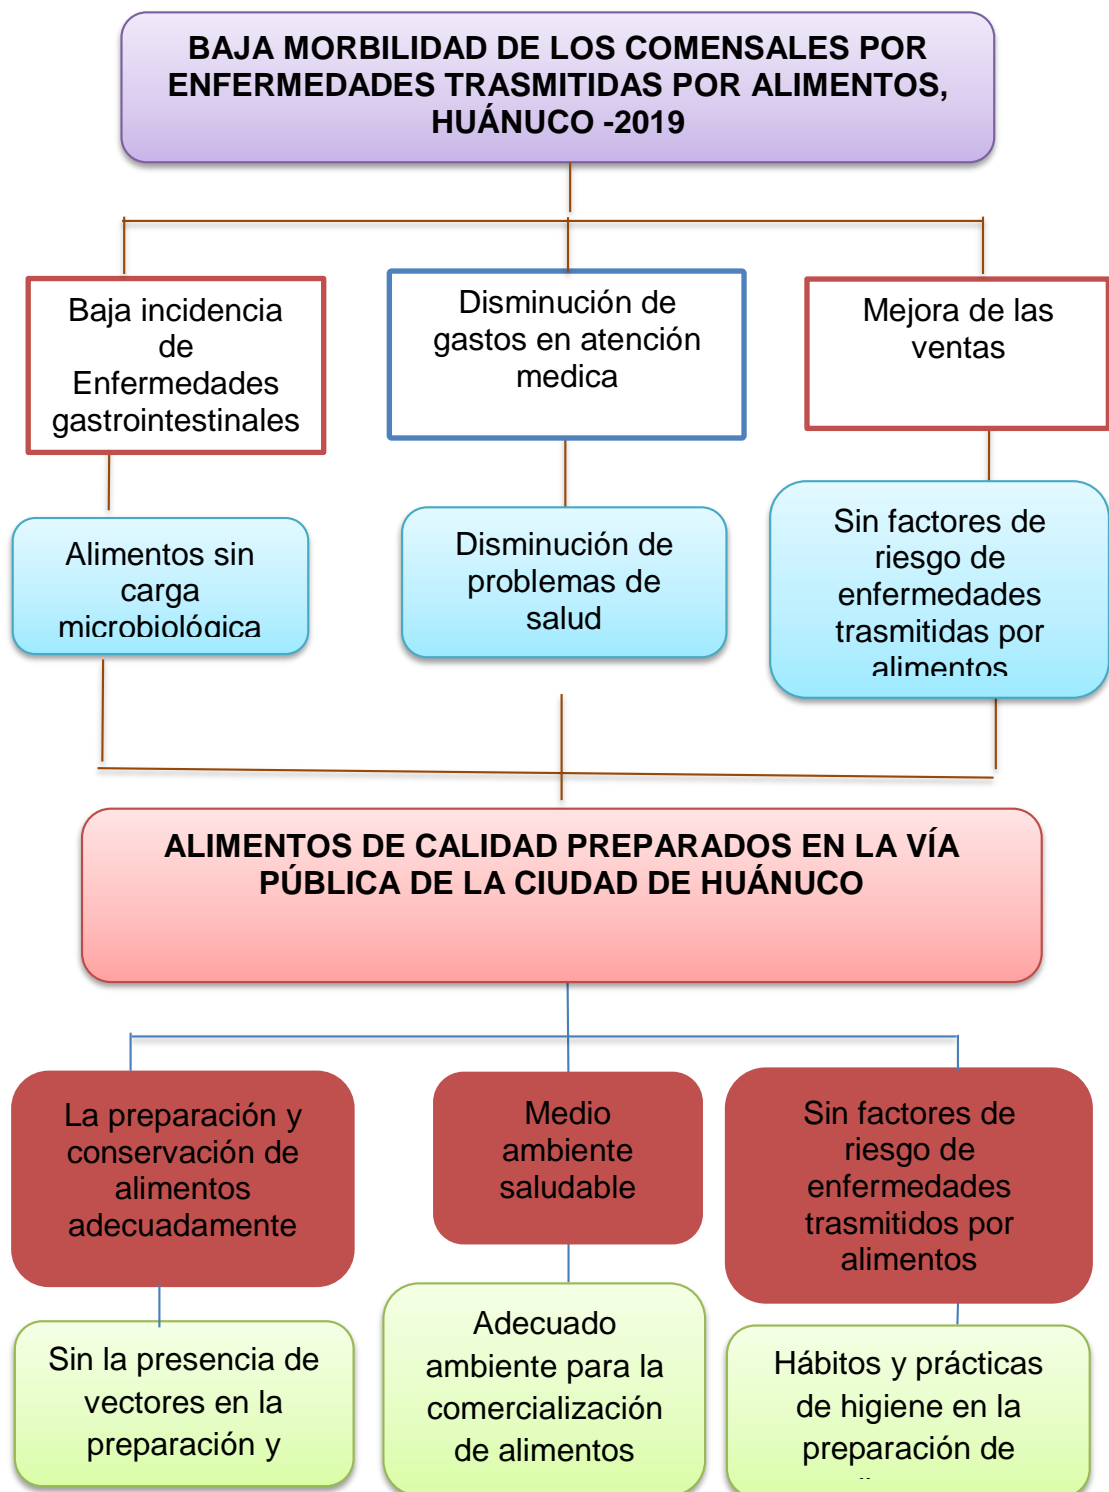 BAJA MORBILIDAD DE LOS COMENSALES POR
ENFERMEDADES TRASMITIDAS POR ALIMENTOS,
HUÁNUCO -2019
Baja incidencia
de
Enfermedades
gastrointestinales
Disminución de
gastos en atención
medica
Mejora de las
ventas
Alimentos sin
carga
microbiológica
Disminución de
problemas de
salud
Sin factores de
riesgo de
enfermedades
trasmitidas por
alimentos
ALIMENTOS DE CALIDAD PREPARADOS EN LA VÍA
PÚBLICA DE LA CIUDAD DE HUÁNUCO
La preparación y
conservación de
alimentos
adecuadamente
Medio
ambiente
saludable
Sin factores de
riesgo de
enfermedades
trasmitidos por
alimentos
Sin la presencia de
vectores en la
preparación y
Adecuado
ambiente para la
comercialización
de alimentos
Hábitos y prácticas
de higiene en la
preparación de